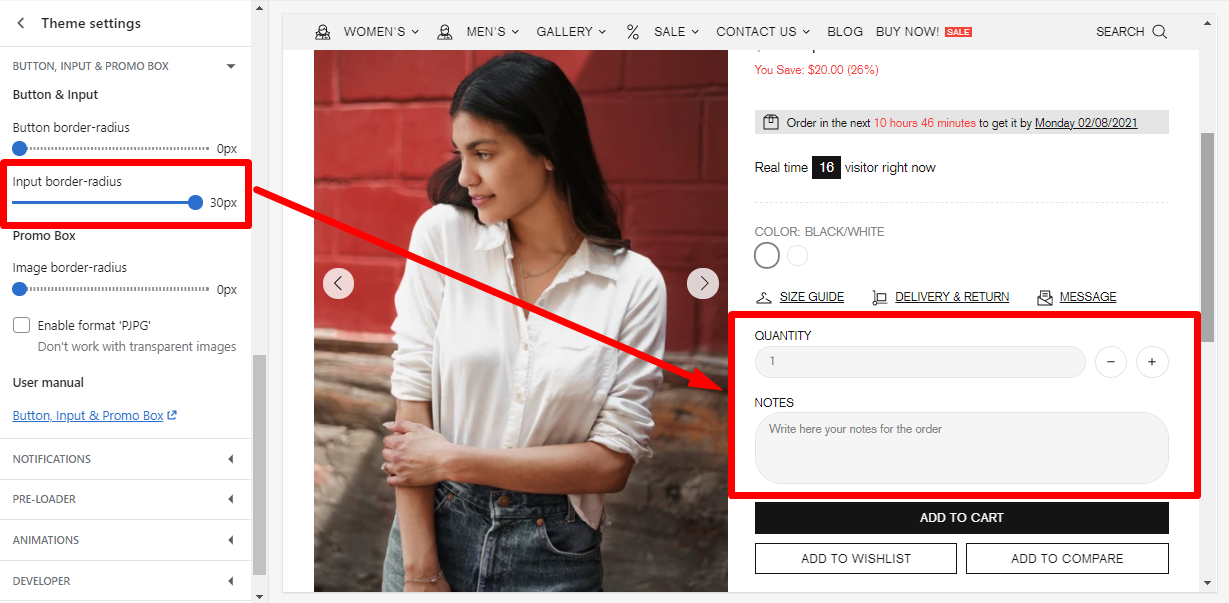 Theme settings
BUTTON, INPUT & PROMO BOX
Button & Input
Button border-radius
0px
Input border-radius
30px
Promo Box
Image border-radius
0px
Enable format 'PJPG'
Don't work with transparent images
User manual
Button, Input & Promo Box
NOTIFICATIONS
PRE-LOADER
ANIMATIONS
DEVELOPER
WOMEN'S MEN'S GALLERY % SALE CONTACT US BLOG BUY NOW! SALE SEARCH
You Save: $20.00 (26%)
Order in the next 10 hours 46 minutes to get it by Monday 02/08/2021
Real time 16 visitor right now
COLOR: BLACK/WHITE
SIZE GUIDE DELIVERY & RETURN MESSAGE
QUANTITY
1 − +
NOTES
Write here your notes for the order
ADD TO CART
ADD TO WISHLIST ADD TO COMPARE